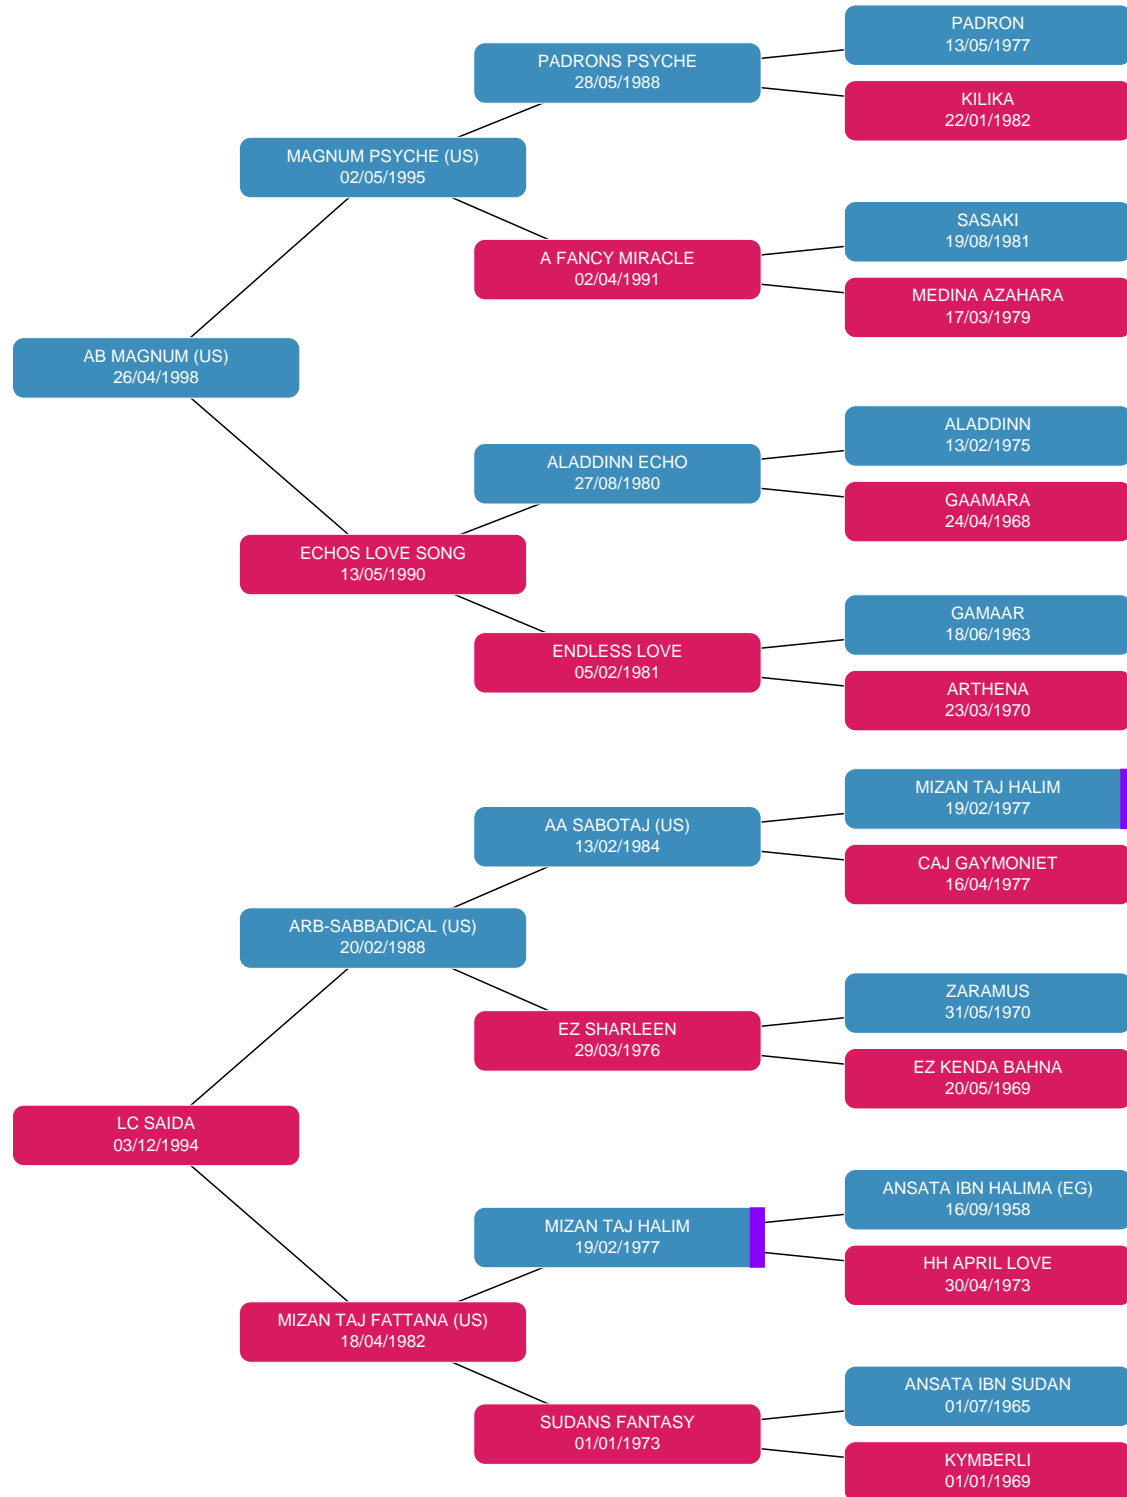 PADRON
13/05/1977
PADRONS PSYCHE
28/05/1988
KILIKA
22/01/1982
MAGNUM PSYCHE (US)
02/05/1995
SASAKI
19/08/1981
A FANCY MIRACLE
02/04/1991
MEDINA AZAHARA
17/03/1979
AB MAGNUM (US)
26/04/1998
ALADDINN
13/02/1975
ALADDINN ECHO
27/08/1980
GAAMARA
24/04/1968
ECHOS LOVE SONG
13/05/1990
GAMAAR
18/06/1963
ENDLESS LOVE
05/02/1981
ARTHENA
23/03/1970
MIZAN TAJ HALIM
19/02/1977
AA SABOTAJ (US)
13/02/1984
CAJ GAYMONIET
16/04/1977
ARB-SABBADICAL (US)
20/02/1988
ZARAMUS
31/05/1970
EZ SHARLEEN
29/03/1976
EZ KENDA BAHNA
20/05/1969
LC SAIDA
03/12/1994
ANSATA IBN HALIMA (EG)
16/09/1958
MIZAN TAJ HALIM
19/02/1977
HH APRIL LOVE
30/04/1973
MIZAN TAJ FATTANA (US)
18/04/1982
ANSATA IBN SUDAN
01/07/1965
SUDANS FANTASY
01/01/1973
KYMBERLI
01/01/1969